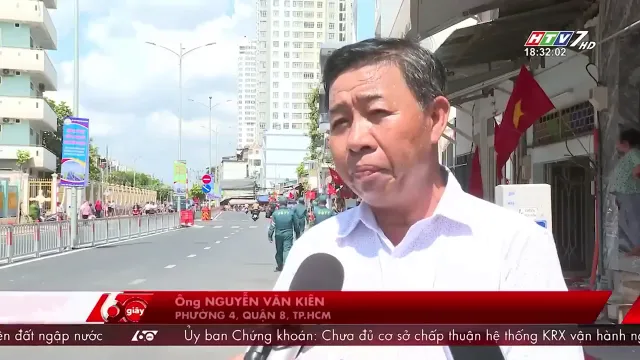 HTV7 HD
18:32:02
60 giây
Ông NGUYỄN VĂN KIÊN
PHƯỜNG 4, QUẬN 8, TP.HCM
ên đất ngập nước
Ủy ban Chứng khoán: Chưa đủ cơ sở chấp thuận hệ thống KRX vận hành n